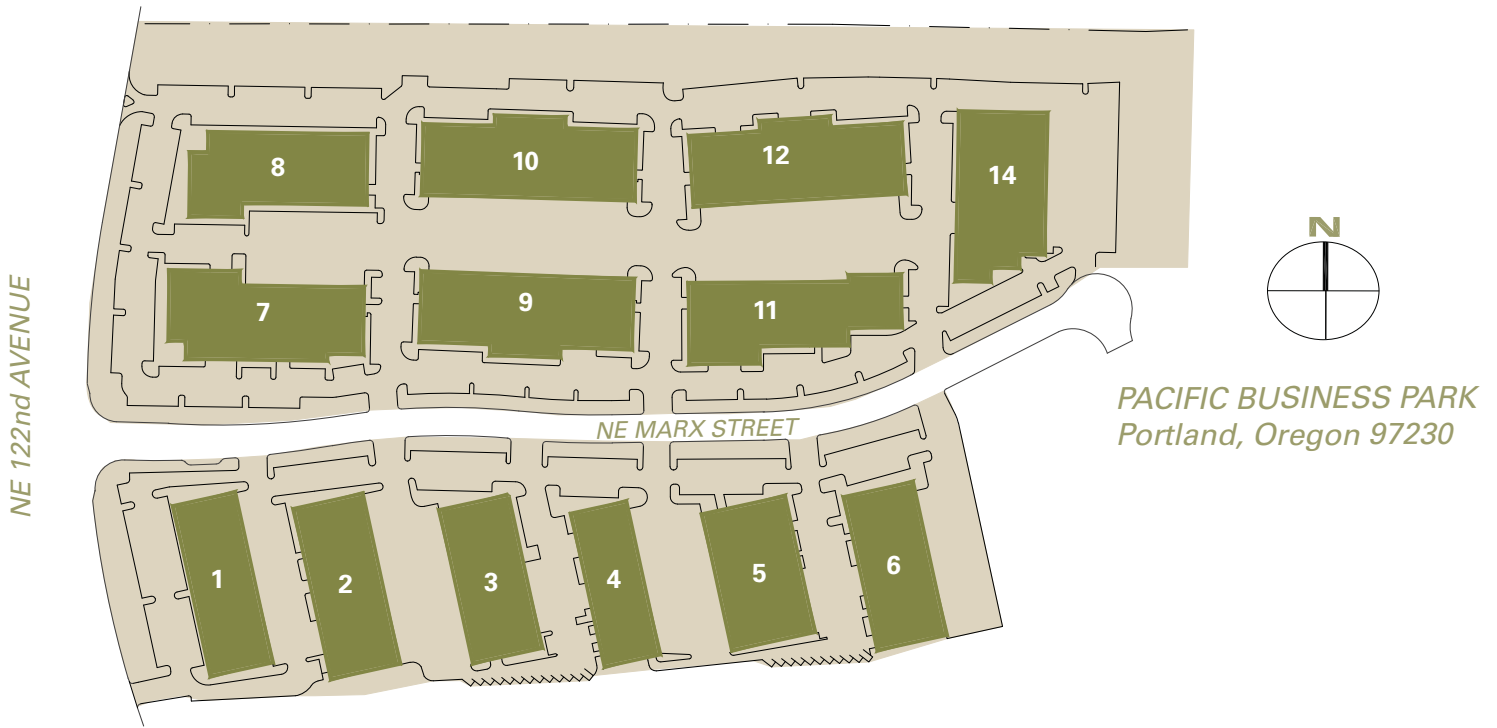 8
10
12
14
N
7
9
11
NE 122nd AVENUE
PACIFIC BUSINESS PARK
Portland, Oregon 97230
NE MARX STREET
1
2
3
4
5
6